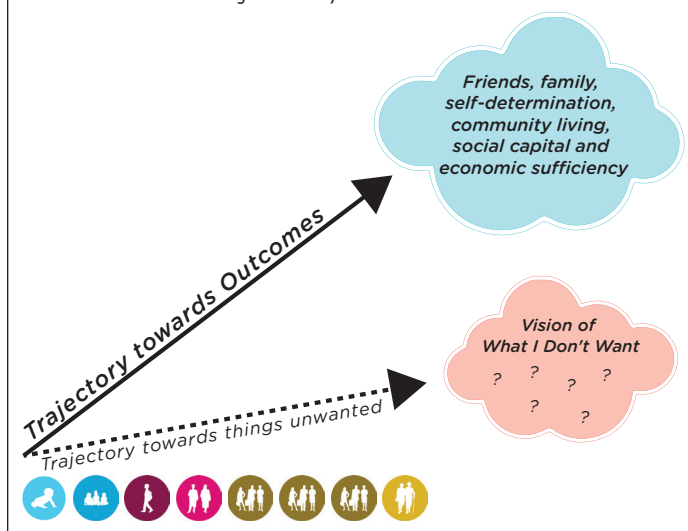 Friends, family,
self-determination,
community living,
social capital and
economic sufficiency
Trajectory towards Outcomes
Vision of
What I Don't Want
? ? ? ?
? ?
Trajectory towards things unwanted